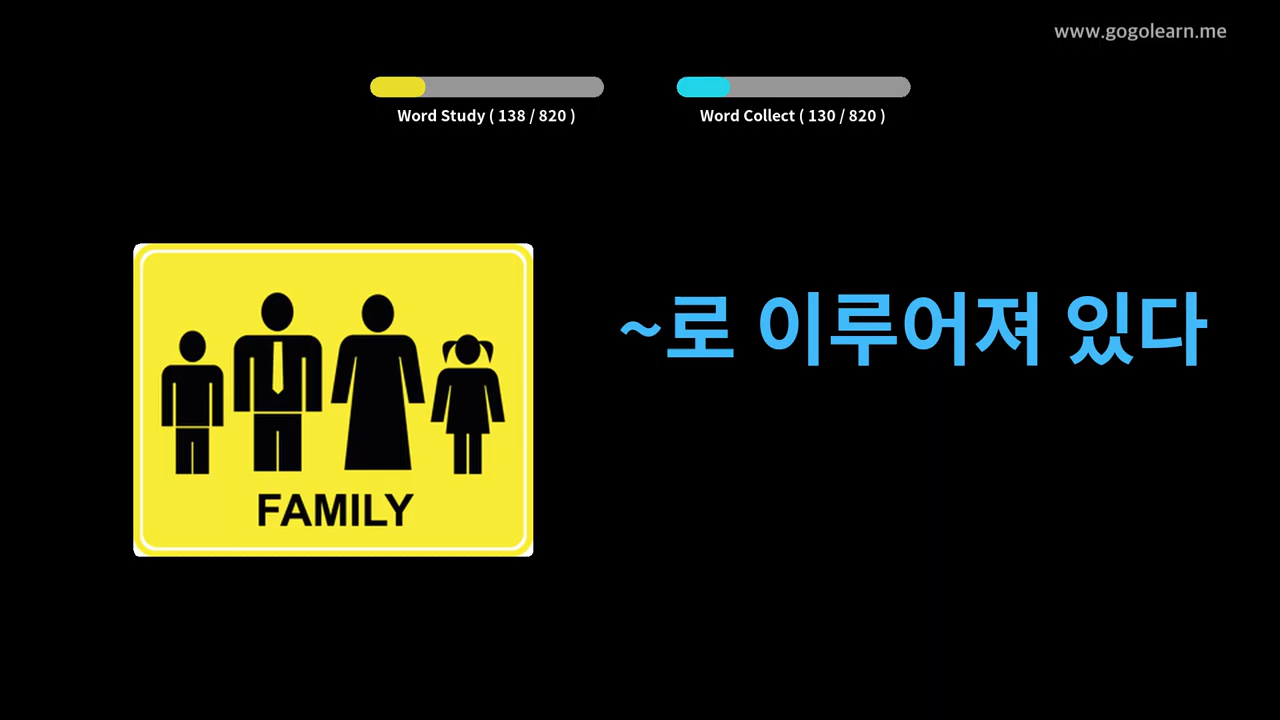 www.gogolearn.me
Word Study ( 138 / 820 )
Word Collect ( 130 / 820 )
~로 이루어져 있다
FAMILY